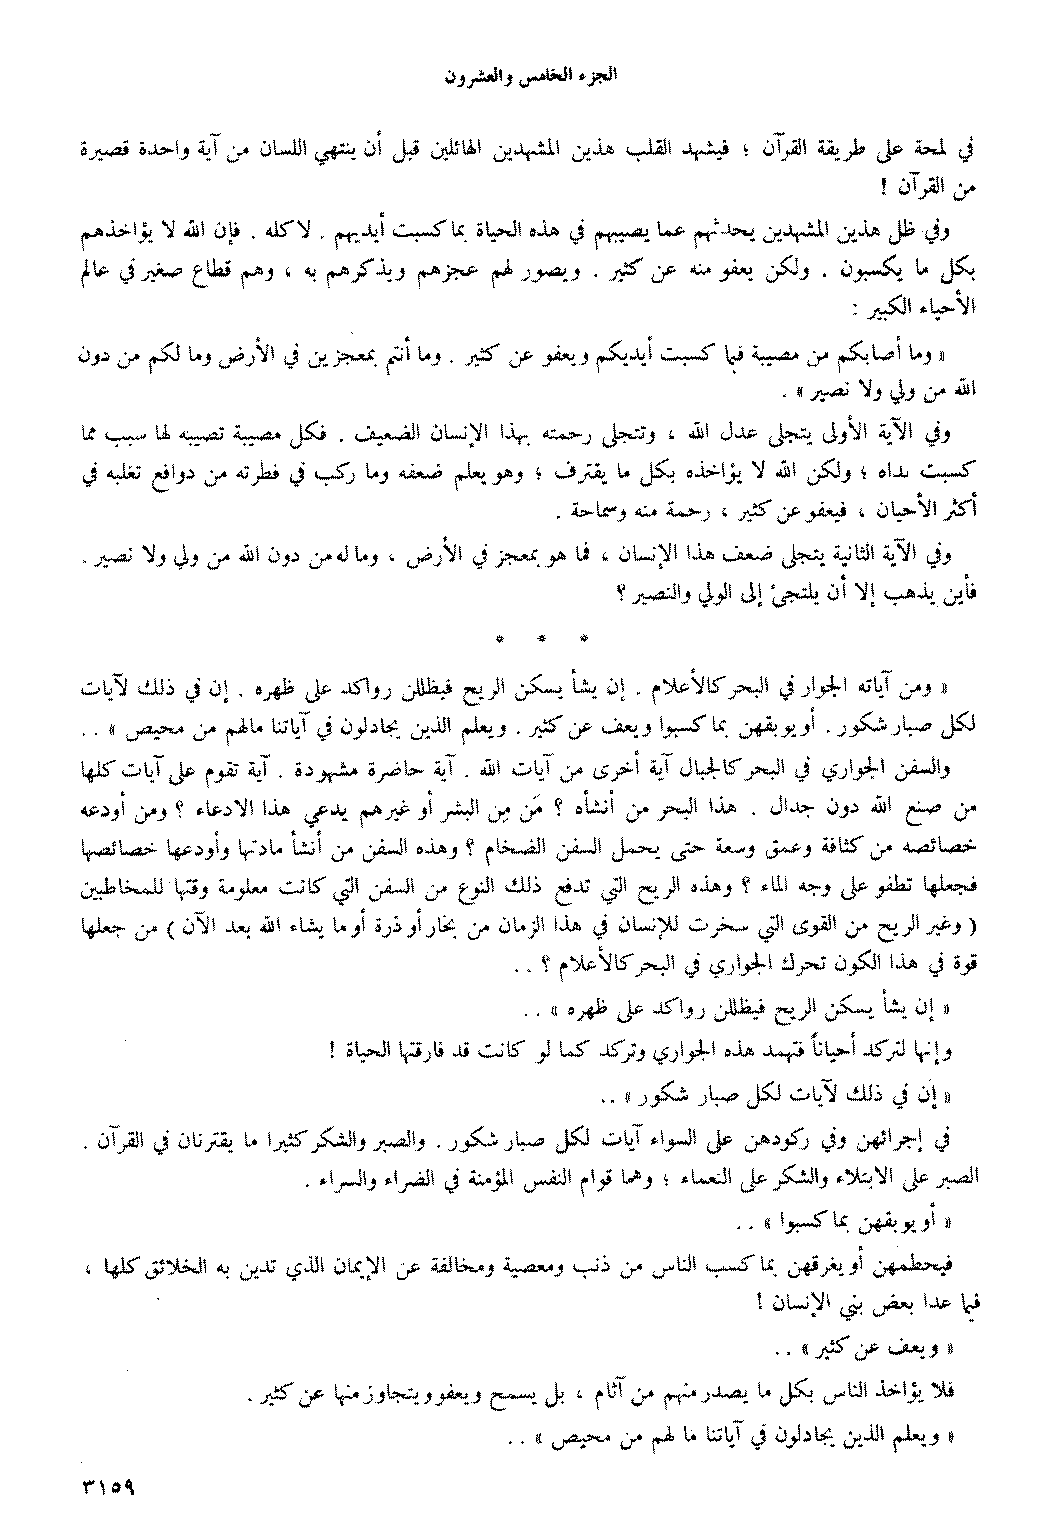 الجزء الخامس والعشرون
في لمحة على طريقة القرآن ؛ فيشهد القلب هذين المشهدين الهائلين قبل أن ينتهي اللسان من آية واحدة قصيرة
من القرآن !
وفي ظل هذين المشهدين يحدثهم عما يصيبهم في هذه الحياة بما كسبت أيديهم . لا كله . فإن الله لا يؤاخذهم
بكل ما يكسبون . ولكن يعفو منه عن كثير . ويصور لهم عجزهم ويذكرهم به ، وهم قطاع صغير في عالم
الأحياء الكبير :
« وما أصابكم من مصيبة فبما كسبت أيديكم ويعفو عن كثير . وما أنتم بمعجزين في الأرض وما لكم من دون
الله من ولي ولا نصير » .
وفي الآية الأولى يتجلى عدل الله ، وتتجلى رحمته بهذا الإنسان الضعيف . فكل مصيبة تصيبه لها سبب مما
كسبت يداه ؛ ولكن الله لا يؤاخذه بكل ما يقترف ؛ وهو يعلم ضعفه وما ركب في فطرته من دوافع تغلبه في
أكثر الأحيان ، فيعفو عن كثير ، رحمة منه وسماحة .
وفي الآية الثانية يتجلى ضعف هذا الإنسان ، فما هو بمعجز في الأرض ، وما له من دون الله من ولي ولا نصير .
فأين يذهب إلا أن يلتجئ إلى الولي والنصير ؟
* * *
« ومن آياته الجوار في البحر كالأعلام . إن يشأ يسكن الريح فيظللن رواكد على ظهره . إن في ذلك لآيات
لكل صبار شكور . أو يوبقهن بما كسبوا ويعف عن كثير . ويعلم الذين يجادلون في آياتنا مالهم من محيص » . .
والسفن الجواري في البحر كالجبال آية أخرى من آيات الله . آية حاضرة مشهودة . آية تقوم على آيات كلها
من صنع الله دون جدال . هذا البحر من أنشأه ؟ مَن مِن البشر أو غيرهم يدعي هذا الادعاء ؟ ومن أودعه
خصائصه من كثافة وعمق وسعة حتى يحمل السفن الضخام ؟ وهذه السفن من أنشأ مادتها وأودعها خصائصها
فجعلها تطفو على وجه الماء ؟ وهذه الريح التي تدفع ذلك النوع من السفن التي كانت معلومة وقتها للمخاطبين
( وغير الريح من القوى التي سخرت للإنسان في هذا الزمان من بخار أو ذرة أو ما يشاء الله بعد الآن ) من جعلها
قوة في هذا الكون تحرك الجواري في البحر كالأعلام ؟ . .
« إن يشأ يسكن الريح فيظللن رواكد على ظهره » . .
وإنها لتركد أحياناً فتهمد هذه الجواري وتركد كما لو كانت قد فارقتها الحياة !
« إن في ذلك لآيات لكل صبار شكور » . .
في إجرائهن وفي ركودهن على السواء آيات لكل صبار شكور . والصبر والشكر كثيرا ما يقترنان في القرآن .
الصبر على الابتلاء والشكر على النعماء ؛ وهما قوام النفس المؤمنة في الضراء والسراء .
« أو يوبقهن بما كسبوا » . .
فيحطمهن أو يغرقهن بما كسب الناس من ذنب ومعصية ومخالفة عن الإيمان الذي تدين به الخلائق كلها ،
فيما عدا بعض بني الإنسان !
« ويعف عن كثير » . .
فلا يؤاخذ الناس بكل ما يصدر منهم من آثام ، بل يسمح ويعفو ويتجاوز منها عن كثير .
« ويعلم الذين يجادلون في آياتنا ما لهم من محيص » . .
٣١٥٩